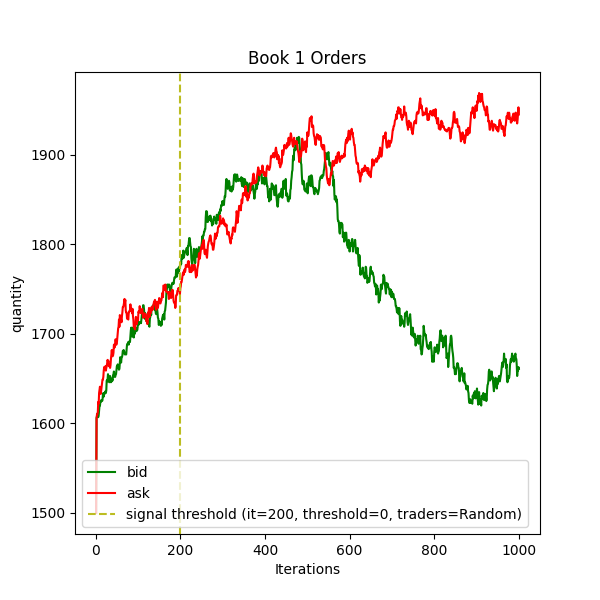 Book 1 Orders
quantity
1900
1800
1700
1600
1500
bid
ask
signal threshold (it=200, threshold=0, traders=Random)
0 200 400 600 800 1000
Iterations